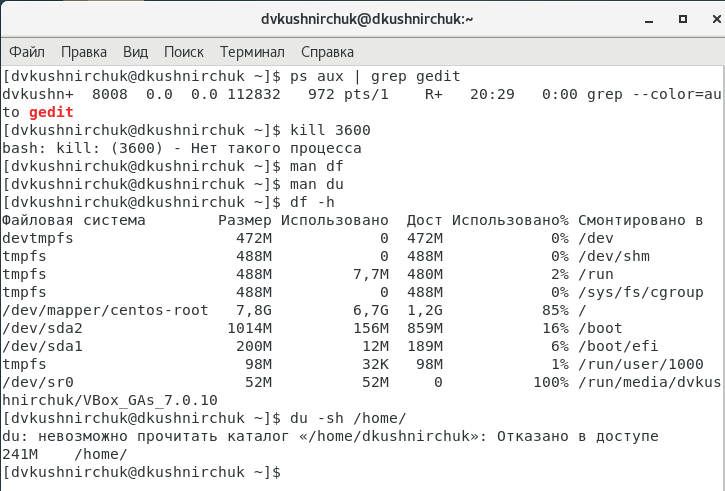 dvkushnirchuk@dkushnirchuk:~
Файл Правка Вид Поиск Терминал Справка
[dvkushnirchuk@dkushnirchuk ~]$ ps aux | grep gedit
dvkushn+  8008  0.0  0.0 112832   972 pts/1    R+   20:29   0:00 grep --color=au
to gedit
[dvkushnirchuk@dkushnirchuk ~]$ kill 3600
bash: kill: (3600) - Нет такого процесса
[dvkushnirchuk@dkushnirchuk ~]$ man df
[dvkushnirchuk@dkushnirchuk ~]$ man du
[dvkushnirchuk@dkushnirchuk ~]$ df -h
Файловая система        Размер Использовано  Дост Использовано% Cмонтировано в
devtmpfs                  472M            0  472M            0% /dev
tmpfs                     488M            0  488M            0% /dev/shm
tmpfs                     488M         7,7M  480M            2% /run
tmpfs                     488M            0  488M            0% /sys/fs/cgroup
/dev/mapper/centos-root   7,8G         6,7G  1,2G           85% /
/dev/sda2                1014M         156M  859M           16% /boot
/dev/sda1                 200M          12M  189M            6% /boot/efi
tmpfs                      98M          32K   98M            1% /run/user/1000
/dev/sr0                   52M          52M     0          100% /run/media/dvkus
hnirchuk/VBox_GAs_7.0.10
[dvkushnirchuk@dkushnirchuk ~]$ du -sh /home/
du: невозможно прочитать каталог «/home/dkushnirchuk»: Отказано в доступе
241M    /home/
[dvkushnirchuk@dkushnirchuk ~]$